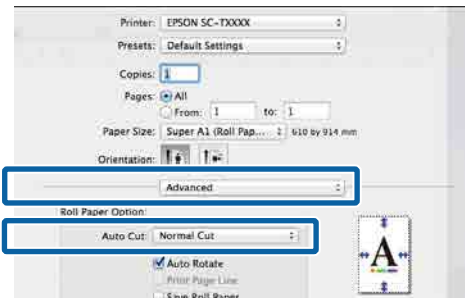 Printer: EPSON SC-TXXXX
Presets: Default Settings
Copies: 1
Pages: All
From: 1 to: 1
Paper Size: Super A1 (Roll Pap... 610 by 914 mm
Orientation:
Advanced
Roll Paper Option:
Auto Cut: Normal Cut
Auto Rotate
Print Page Line
Save Roll Paper
A